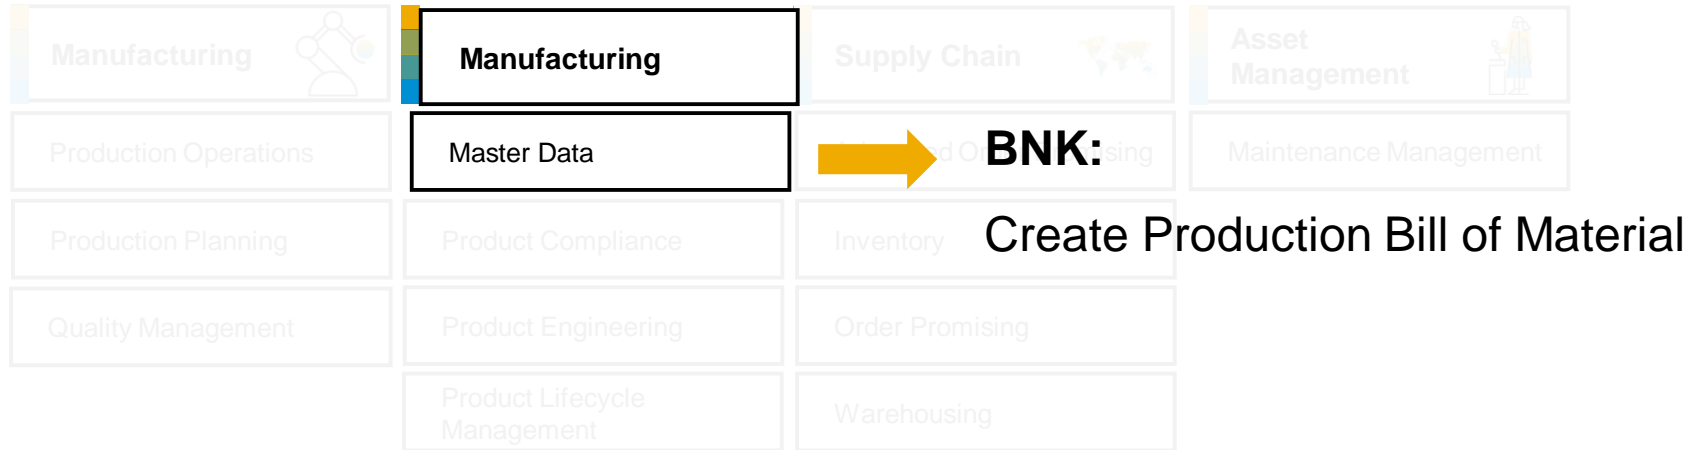 Manufacturing
Production Operations
Production Planning
Quality Management
Manufacturing
Master Data
Product Compliance
Product Engineering
Product Lifecycle
Management
Supply Chain
Inventory
Order Promising
Warehousing
Asset
Management
Maintenance Management
BNK:
Create Production Bill of Material